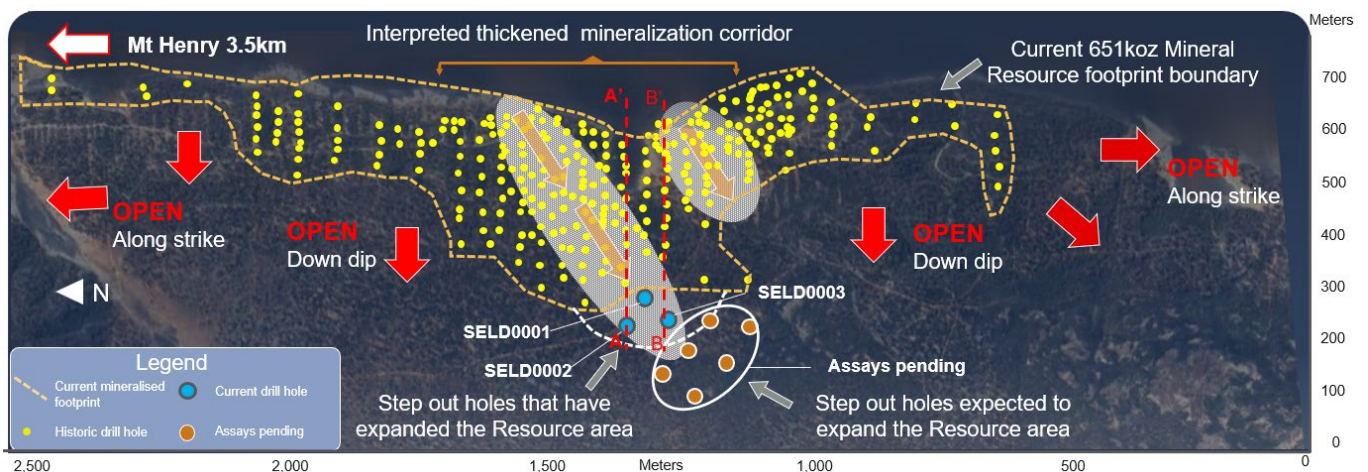 Meters
Mt Henry 3.5km
Interpreted thickened mineralization corridor
Current 651koz Mineral
Resource footprint boundary
700
600
500
400
300
200
100
0
A'
B'
OPEN
Along strike
OPEN
Down dip
OPEN
Down dip
OPEN
Along strike
N
SELD0001
SELD0002
SELD0003
A
B
Assays pending
Step out holes that have
expanded the Resource area
Step out holes expected to
expand the Resource area
Legend
Current mineralised
footprint
Current drill hole
Historic drill hole
Assays pending
2.500
2.000
1.500
Meters
1.000
500
0